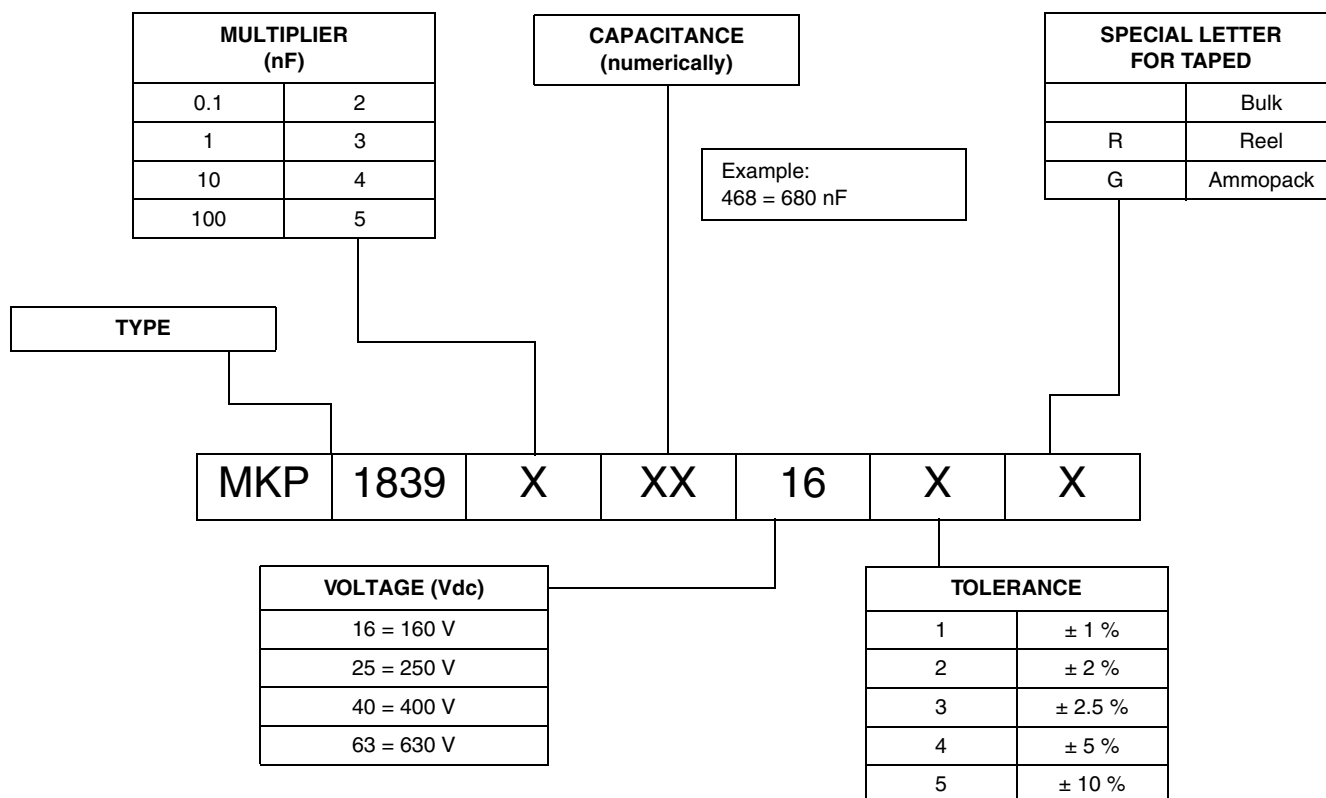 MULTIPLIER
(nF)
0.1 2
1 3
10 4
100 5
CAPACITANCE
(numerically)
SPECIAL LETTER
FOR TAPED
Bulk
R Reel
G Ammopack
Example:
468 = 680 nF
TYPE
MKP 1839 X XX 16 X X
VOLTAGE (Vdc)
16 = 160 V
25 = 250 V
40 = 400 V
63 = 630 V
TOLERANCE
1 ± 1 %
2 ± 2 %
3 ± 2.5 %
4 ± 5 %
5 ± 10 %